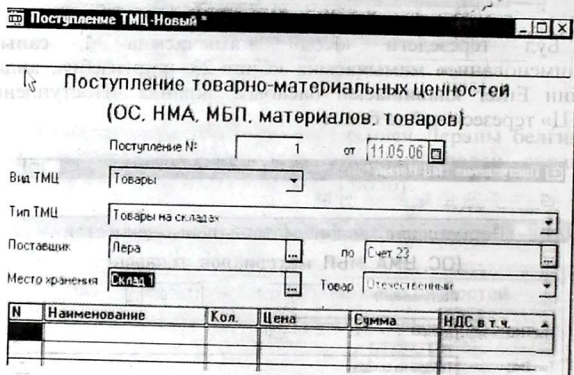 Поступление ТМЦ-Новый *
Поступление товарно-материальных ценностей
(ОС, НМА, МБП, материалов, товаров)
Поступление № 1 от 11.05.06
Вид ТМЦ Товары
Тип ТМЦ Товары на складах
Поставщик Лера ... по Счет 23 ...
Место хранения Склад 1 ... Товар Отечественный
N Наименование Кол. Цена Сумма НДС в т. ч.